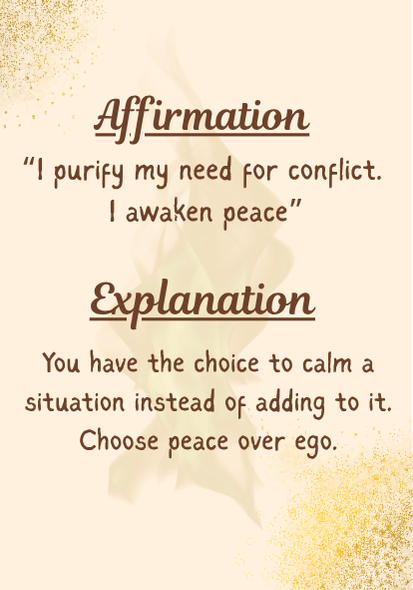 Affirmation
“I purify my need for conflict.
I awaken peace”
Explanation
You have the choice to calm a
situation instead of adding to it.
Choose peace over ego.